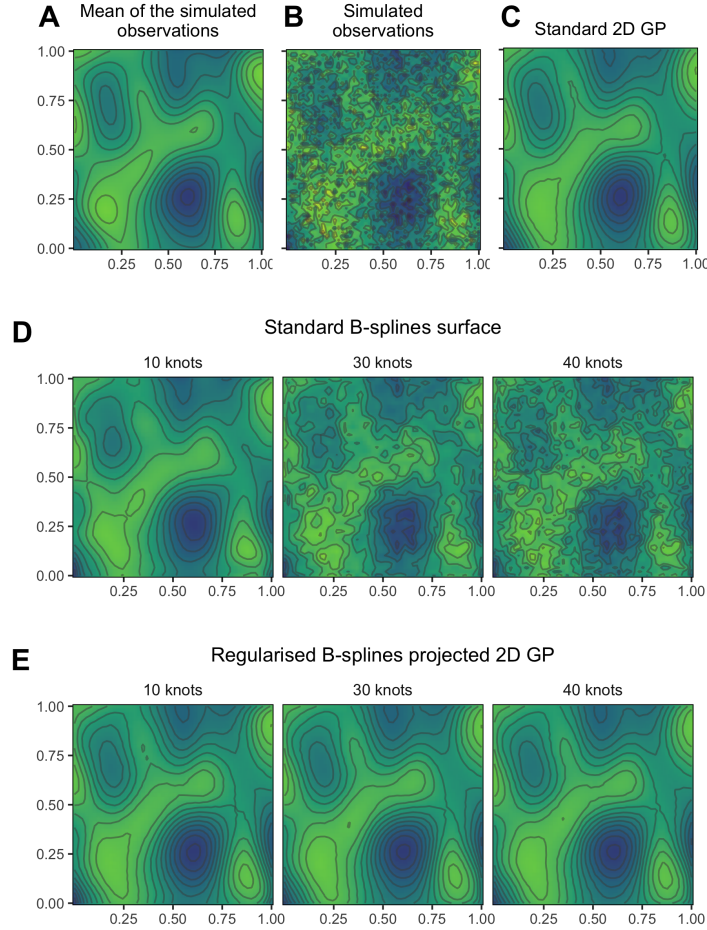 A
Mean of the simulated
observations
B
Simulated
observations
C
Standard 2D GP
1.00
0.75
0.50
0.25
0.00
0.25 0.50 0.75 1.00
0.25 0.50 0.75 1.00
0.25 0.50 0.75 1.00
D
Standard B-splines surface
10 knots 30 knots 40 knots
1.00
0.75
0.50
0.25
0.00
0.25 0.50 0.75 1.00 0.25 0.50 0.75 1.00 0.25 0.50 0.75 1.00
E
Regularised B-splines projected 2D GP
10 knots 30 knots 40 knots
1.00
0.75
0.50
0.25
0.00
0.25 0.50 0.75 1.00 0.25 0.50 0.75 1.00 0.25 0.50 0.75 1.00